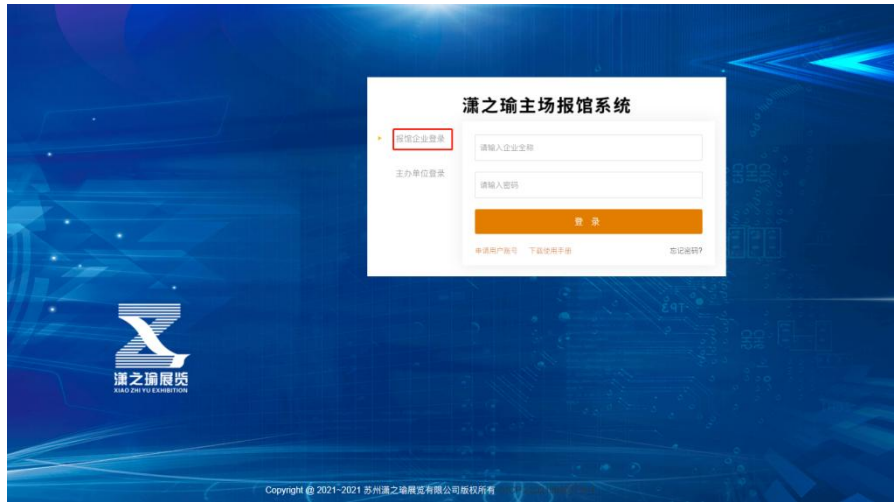 潇之瑜主场报馆系统
报馆企业登录
请输入企业全称
主办单位登录
请输入密码
登 录
申请用户账号 下载使用手册 忘记密码?
潇之瑜展览
XIAO ZHI YU EXHIBITION
Copyright @ 2021~2021 苏州潇之瑜展览有限公司版权所有